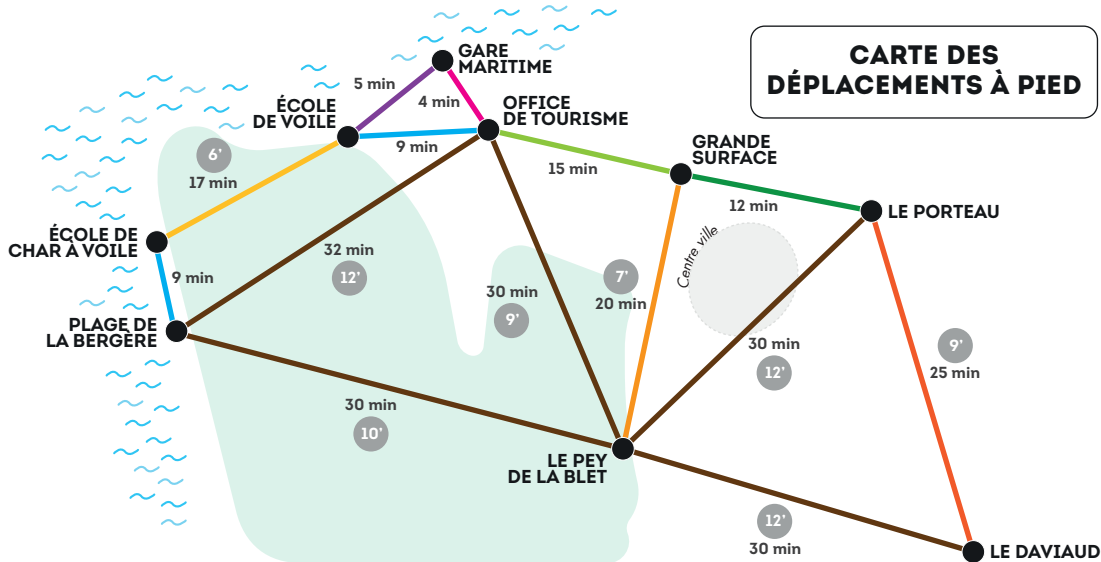 CARTE DES
DÉPLACEMENTS À PIED
GARE
MARITIME
5 min
4 min
ÉCOLE
DE VOILE
OFFICE
DE TOURISME
9 min
15 min
GRANDE
SURFACE
12 min
LE PORTEAU
6'
17 min
ÉCOLE DE
CHAR À VOILE
9 min
32 min
12'
Centre ville
7'
20 min
30 min
9'
PLAGE DE
LA BERGÈRE
30 min
12'
9'
25 min
30 min
10'
LE PEY
DE LA BLET
12'
30 min
LE DAVIAUD